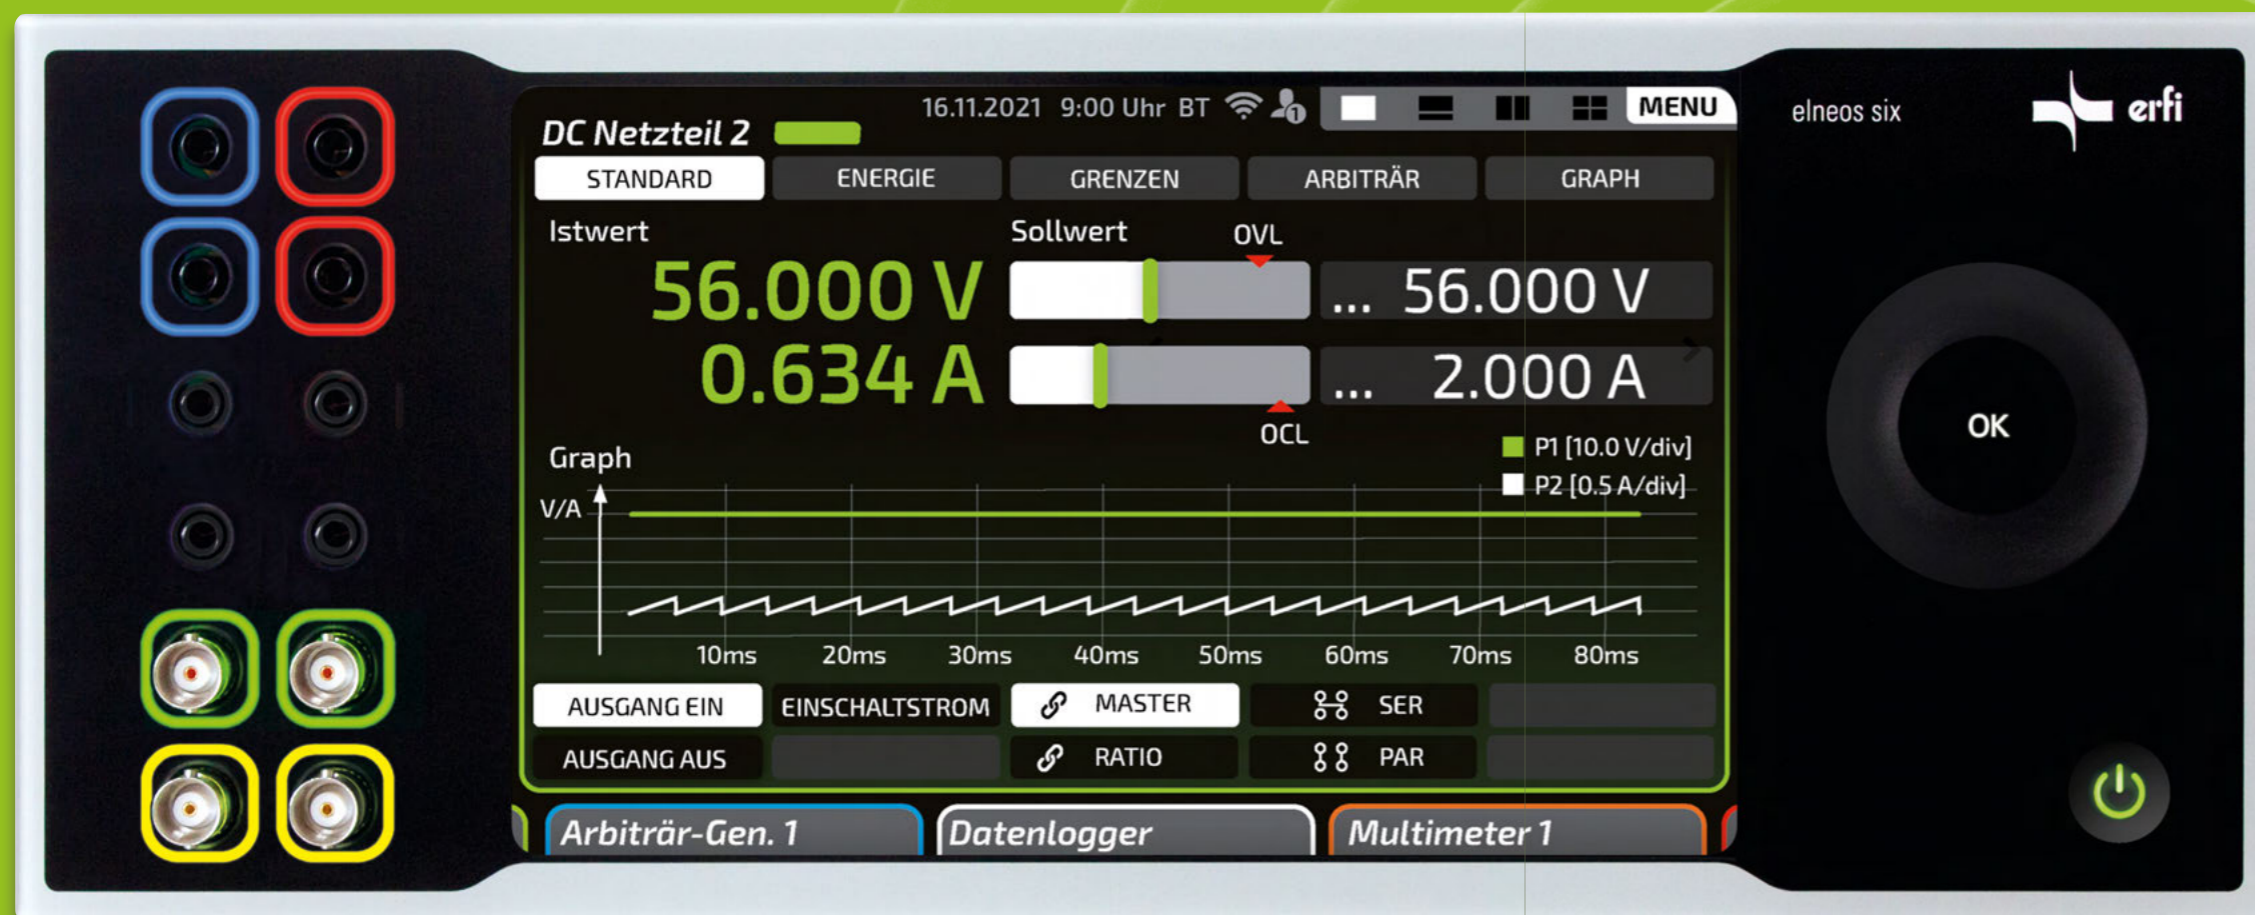 16.11.2021 9:00 Uhr BT
1
MENU
DC Netzteil 2
STANDARD
ENERGIE
GRENZEN
ARBITRÄR
GRAPH
Istwert
Sollwert
OVL
56.000 V
... 56.000 V
0.634 A
... 2.000 A
OCL
Graph
P1 [10.0 V/div]
P2 [0.5 A/div]
V/A
10ms 20ms 30ms 40ms 50ms 60ms 70ms 80ms
AUSGANG EIN
EINSCHALTSTROM
MASTER
SER
AUSGANG AUS
RATIO
PAR
Arbiträr-Gen. 1
Datenlogger
Multimeter 1
elneos six
erfi
OK